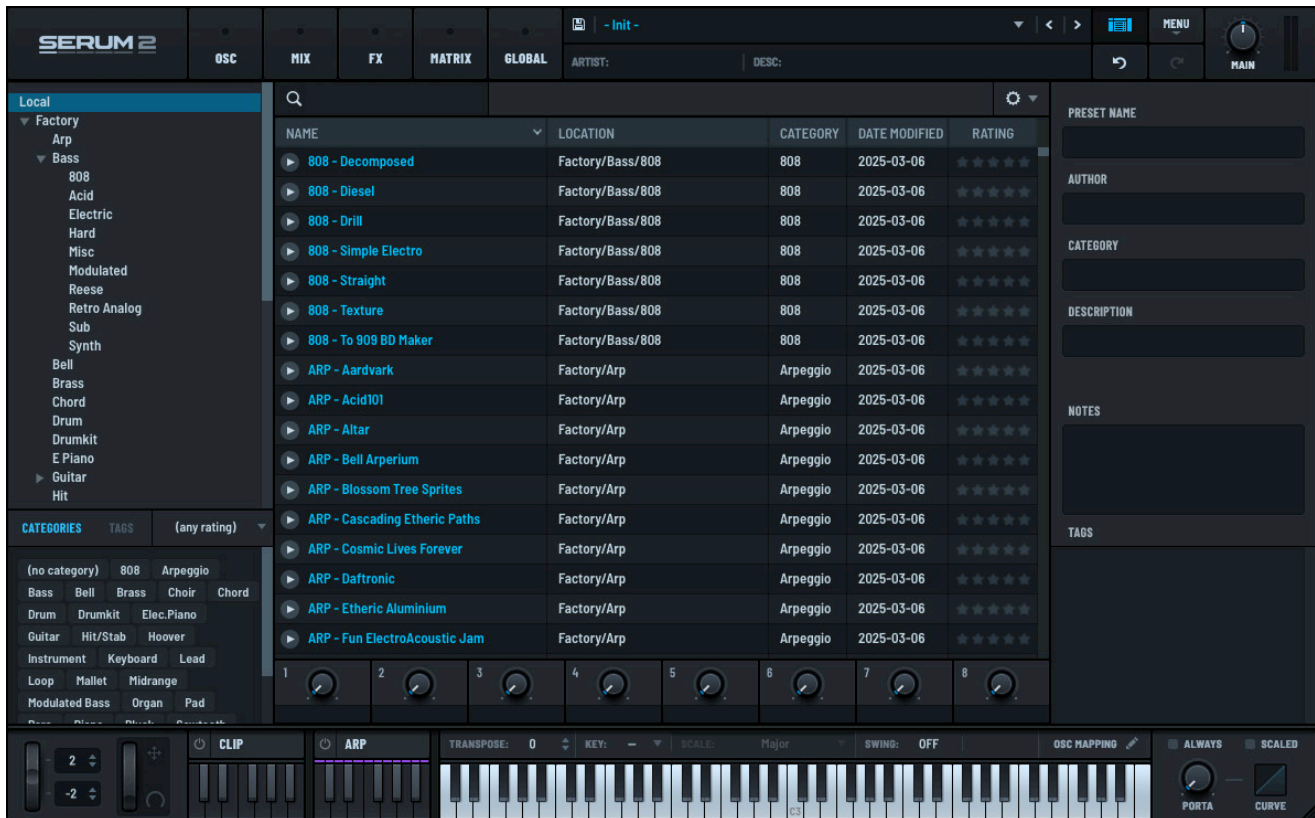 SERUM 2
OSC
MIX
FX
MATRIX
GLOBAL
- Init -
ARTIST:
DESC:
MENU
MAIN
Local
Factory
Arp
Bass
808
Acid
Electric
Hard
Misc
Modulated
Reese
Retro Analog
Sub
Synth
Bell
Brass
Chord
Drum
Drumkit
E Piano
Guitar
Hit
CATEGORIES TAGS (any rating)
(no category) 808 Arpeggio
Bass Bell Brass Choir Chord
Drum Drumkit Elec.Piano
Guitar Hit/Stab Hoover
Instrument Keyboard Lead
Loop Mallet Midrange
Modulated Bass Organ Pad
NAME LOCATION CATEGORY DATE MODIFIED RATING
808 - Decomposed Factory/Bass/808 808 2025-03-06
808 - Diesel Factory/Bass/808 808 2025-03-06
808 - Drill Factory/Bass/808 808 2025-03-06
808 - Simple Electro Factory/Bass/808 808 2025-03-06
808 - Straight Factory/Bass/808 808 2025-03-06
808 - Texture Factory/Bass/808 808 2025-03-06
808 - To 909 BD Maker Factory/Bass/808 808 2025-03-06
ARP - Aardvark Factory/Arp Arpeggio 2025-03-06
ARP - Acid101 Factory/Arp Arpeggio 2025-03-06
ARP - Altar Factory/Arp Arpeggio 2025-03-06
ARP - Bell Arperium Factory/Arp Arpeggio 2025-03-06
ARP - Blossom Tree Sprites Factory/Arp Arpeggio 2025-03-06
ARP - Cascading Etheric Paths Factory/Arp Arpeggio 2025-03-06
ARP - Cosmic Lives Forever Factory/Arp Arpeggio 2025-03-06
ARP - Daftronic Factory/Arp Arpeggio 2025-03-06
ARP - Etheric Aluminium Factory/Arp Arpeggio 2025-03-06
ARP - Fun ElectroAcoustic Jam Factory/Arp Arpeggio 2025-03-06
1 2 3 4 5 6 7 8
PRESET NAME
AUTHOR
CATEGORY
DESCRIPTION
NOTES
TAGS
2
-2
CLIP
ARP
TRANSPOSE: 0 KEY: – SCALE: Major SWING: OFF OSC MAPPING
C3
ALWAYS SCALED
PORTA CURVE